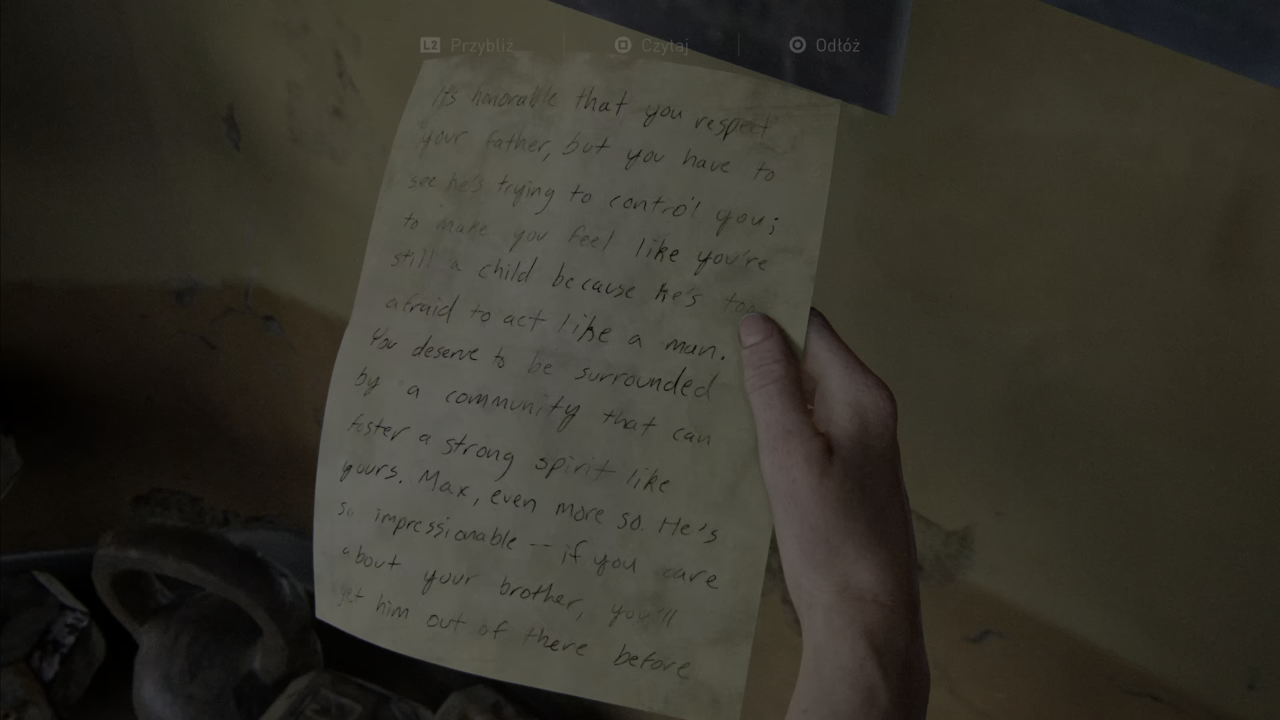 L2 Przybliż
Czytaj
Odłóż
It's honorable that you respect
your father, but you have to
see he's trying to control you;
to make you feel like you're
still a child because he's too
afraid to act like a man.
You deserve to be surrounded
by a community that can
foster a strong spirit like
yours. Max, even more so. He's
so impressionable -- if you care
about your brother, you'll
get him out of there before